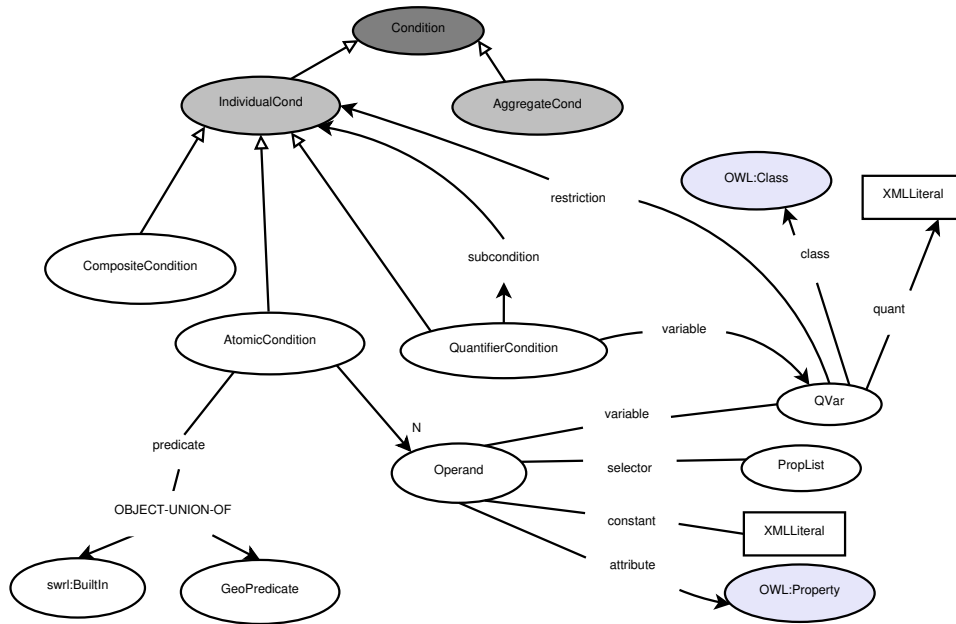 Condition
IndividualCond
AggregateCond
OWL:Class
XMLLiteral
restriction
class
subcondition
CompositeCondition
quant
AtomicCondition
QuantifierCondition
variable
QVar
variable
N
predicate
Operand
selector
PropList
OBJECT-UNION-OF
constant
XMLLiteral
attribute
swrl:BuiltIn
GeoPredicate
OWL:Property